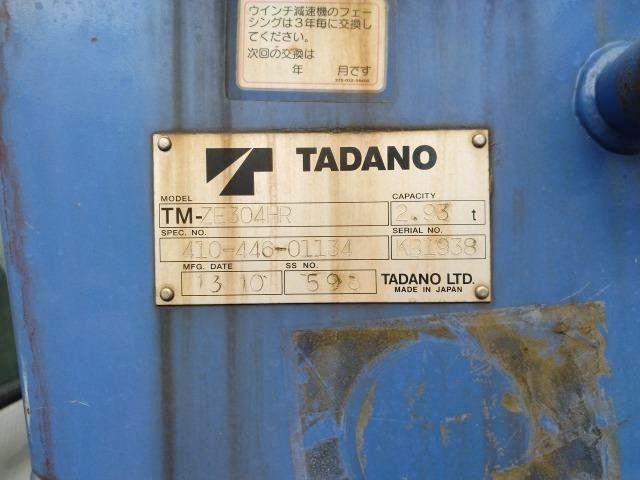 ウインチ減速機のフェー
シングは３年毎に交換し
てください。
次回の交換は
年 月です
TADANO
MODEL CAPACITY
TM-ZE304HR 2.93 t
SPEC. NO. SERIAL NO.
410-446-01134 KB1938
MFG. DATE SS NO.
13 10
TADANO LTD.
MADE IN JAPAN